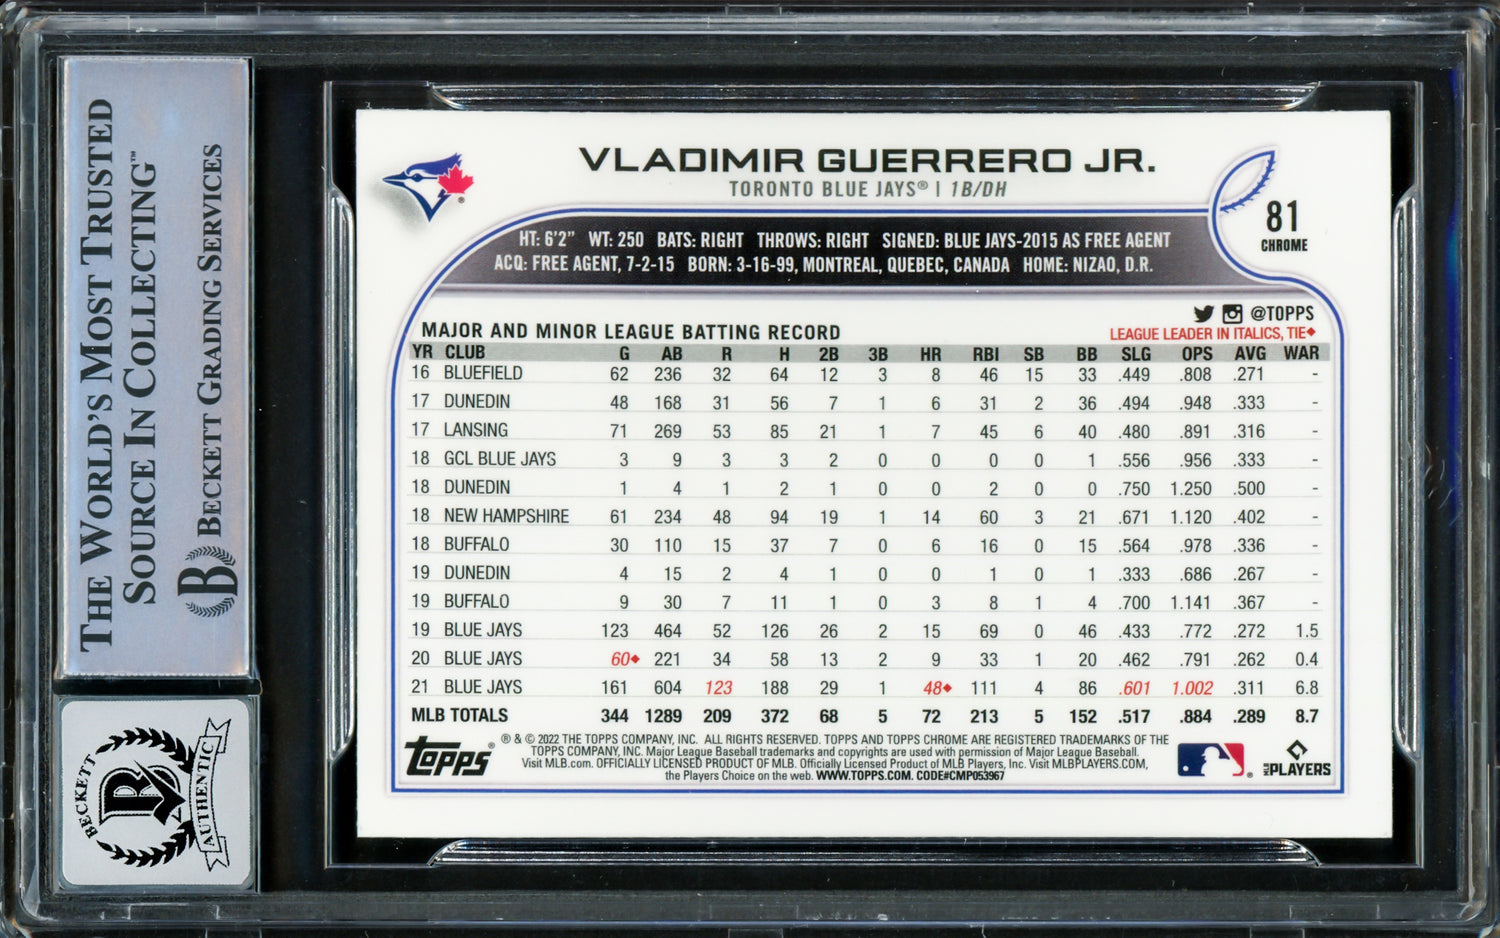 THE WORLD'S MOST TRUSTED
SOURCE IN COLLECTING™
BECKETT GRADING SERVICES
B
BECKETT
B
AUTHENTIC
VLADIMIR GUERRERO JR.
TORONTO BLUE JAYS® | 1B/DH
81
CHROME
HT: 6'2" WT: 250 BATS: RIGHT THROWS: RIGHT SIGNED: BLUE JAYS-2015 AS FREE AGENT
ACQ: FREE AGENT, 7-2-15 BORN: 3-16-99, MONTREAL, QUEBEC, CANADA HOME: NIZAO, D.R.
@TOPPS
MAJOR AND MINOR LEAGUE BATTING RECORD
LEAGUE LEADER IN ITALICS, TIE◆
YR CLUB G AB R H 2B 3B HR RBI SB BB SLG OPS AVG WAR
16 BLUEFIELD 62 236 32 64 12 3 8 46 15 33 .449 .808 .271 -
17 DUNEDIN 48 168 31 56 7 1 6 31 2 36 .494 .948 .333 -
17 LANSING 71 269 53 85 21 1 7 45 6 40 .480 .891 .316 -
18 GCL BLUE JAYS 3 9 3 3 2 0 0 0 0 1 .556 .956 .333 -
18 DUNEDIN 1 4 1 2 1 0 0 2 0 0 .750 1.250 .500 -
18 NEW HAMPSHIRE 61 234 48 94 19 1 14 60 3 21 .671 1.120 .402 -
18 BUFFALO 30 110 15 37 7 0 6 16 0 15 .564 .978 .336 -
19 DUNEDIN 4 15 2 4 1 0 0 1 0 1 .333 .686 .267 -
19 BUFFALO 9 30 7 11 1 0 3 8 1 4 .700 1.141 .367 -
19 BLUE JAYS 123 464 52 126 26 2 15 69 0 46 .433 .772 .272 1.5
20 BLUE JAYS 60◆ 221 34 58 13 2 9 33 1 20 .462 .791 .262 0.4
21 BLUE JAYS 161 604 123 188 29 1 48◆ 111 4 86 .601 1.002 .311 6.8
MLB TOTALS 344 1289 209 372 68 5 72 213 5 152 .517 .884 .289 8.7
topps®
® & © 2022 THE TOPPS COMPANY, INC. ALL RIGHTS RESERVED. TOPPS AND TOPPS CHROME ARE REGISTERED TRADEMARKS OF THE
TOPPS COMPANY, INC. Major League Baseball trademarks and copyrights are used with permission of Major League Baseball.
Visit MLB.com. OFFICIALLY LICENSED PRODUCT OF MLB. Officially Licensed Product of MLB Players, Inc. Visit MLBPLAYERS.COM,
the Players Choice on the web. WWW.TOPPS.COM. CODE#CMP053967
MLB PLAYERS